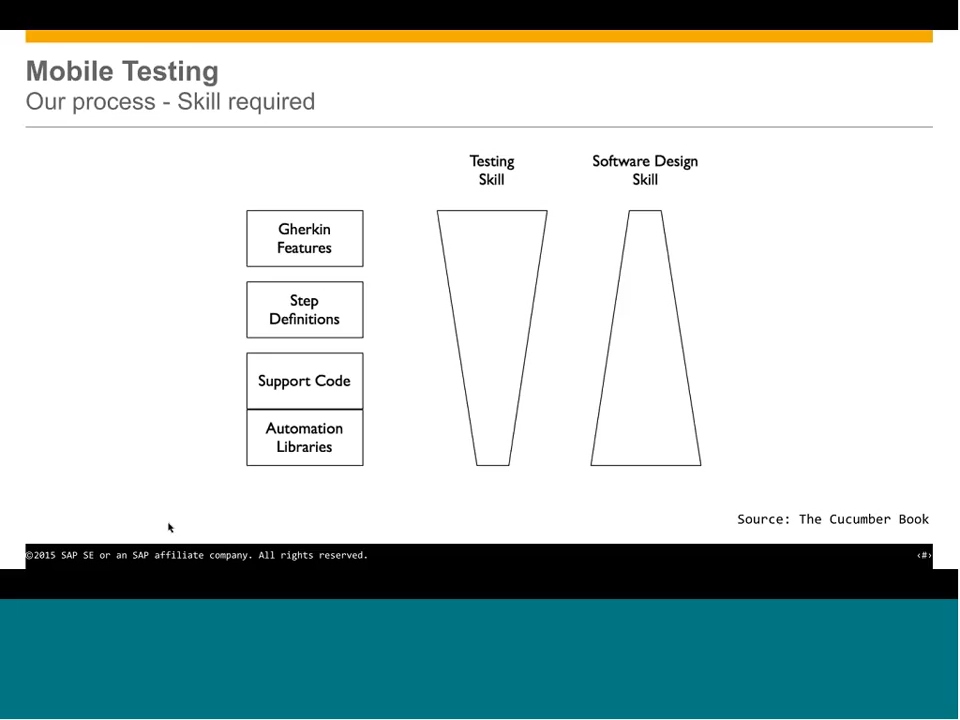 Mobile Testing
Our process - Skill required
Testing
Skill
Software Design
Skill
Gherkin
Features
Step
Definitions
Support Code
Automation
Libraries
Source: The Cucumber Book
©2015 SAP SE or an SAP affiliate company. All rights reserved.
‹#›